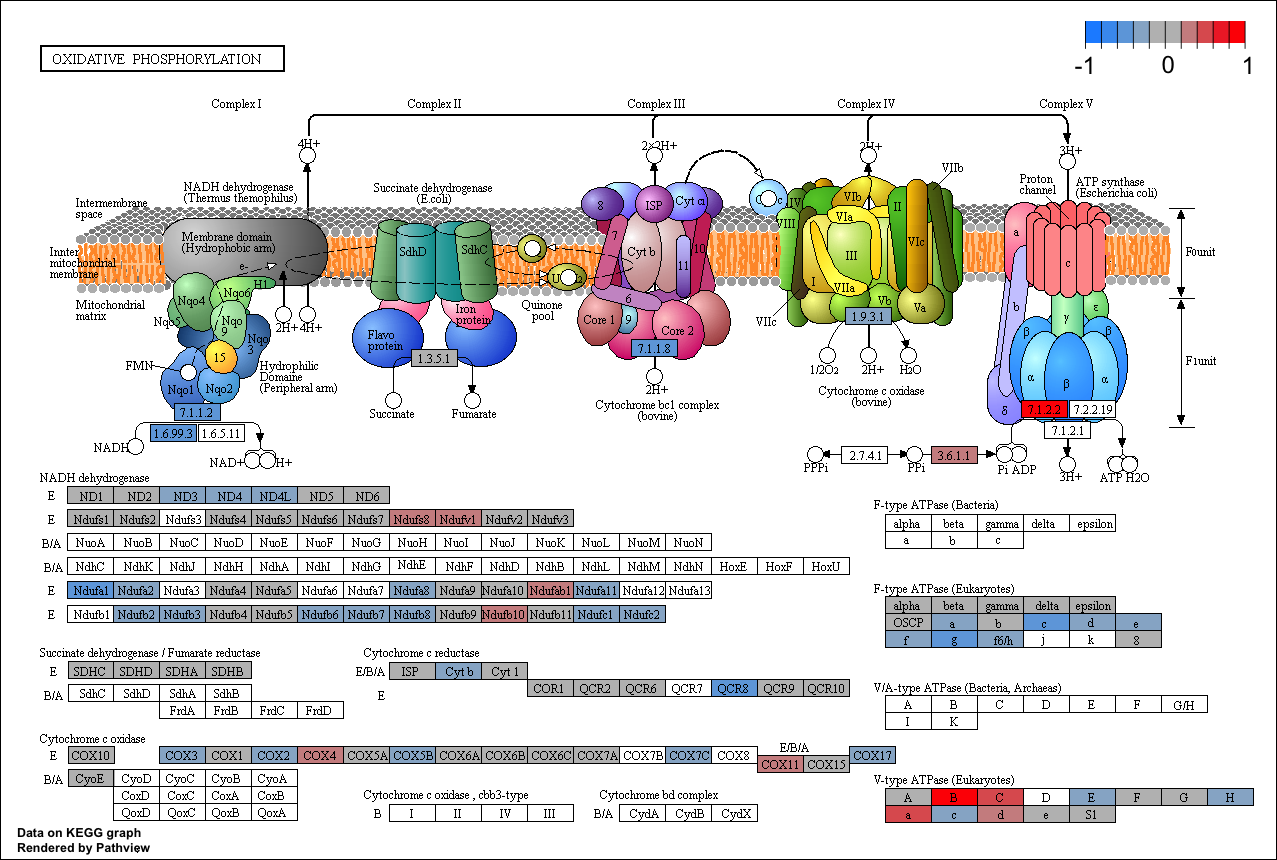 OXIDATIVE PHOSPHORYLATION
-1 0 1
Complex I Complex II Complex III Complex IV Complex V
4H+ 2×2H+ 2H+ 3H+
NADH dehydrogenase
(Thermus themophilus)
Succinate dehydrogenase
(E.coli)
VIIb
Proton
channel
ATP synthase
(Escherichia coli)
Intermembrane
space
Innter
mitochondrial
membrane
Mitochondrial
matrix
Membrane domain
(Hydrophobic arm)
e-
H1
Nqo4 Nqo6
Nqo5
Nqo
9
Nqo
3
15
FMN
Nqo1 Nqo2
2H+ 4H+
Hydrophilic
Domaine
(Peripheral arm)
7.1.1.2
1.6.99.3 1.6.5.11
NADH
NAD+ H+
SdhD SdhC
Flavo
protein
Iron
protein
1.3.5.1
Succinate Fumarate
Quinone
pool
8 ISP Cyt c1
7 Cyt b 10
11
6
Core 1 9 Core 2
7.1.1.8
2H+
Cytochrome bc1 complex
(bovine)
IV VIb II
VIII VIa
III VIc
I VIIa
Vb Va
VIIc
1.9.3.1
1/2O2 2H+ H2O
Cytochrome c oxidase
(bovine)
a c
b
γ ε
β β
α β α
δ
F0unit
F1unit
7.1.2.2 7.2.2.19
7.1.2.1
PPPi 2.7.4.1 PPi 3.6.1.1 Pi ADP
3H+
ATP H2O
NADH dehydrogenase
E ND1 ND2 ND3 ND4 ND4L ND5 ND6
E Ndufs1 Ndufs2 Ndufs3 Ndufs4 Ndufs5 Ndufs6 Ndufs7 Ndufs8 Ndufv1 Ndufv2 Ndufv3
B/A NuoA NuoB NuoC NuoD NuoE NuoF NuoG NuoH NuoI NuoJ NuoK NuoL NuoM NuoN
B/A NdhC NdhK NdhJ NdhH NdhA NdhI NdhG NdhE NdhF NdhD NdhB NdhL NdhM NdhN HoxE HoxF HoxU
E Ndufa1 Ndufa2 Ndufa3 Ndufa4 Ndufa5 Ndufa6 Ndufa7 Ndufa8 Ndufa9 Ndufa10 Ndufab1 Ndufa11 Ndufa12 Ndufa13
E Ndufb1 Ndufb2 Ndufb3 Ndufb4 Ndufb5 Ndufb6 Ndufb7 Ndufb8 Ndufb9 Ndufb10 Ndufb11 Ndufc1 Ndufc2
Succinate dehydrogenase / Fumarate reductase
E SDHC SDHD SDHA SDHB
B/A SdhC SdhD SdhA SdhB
FrdA FrdB FrdC FrdD
Cytochrome c reductase
E/B/A ISP Cyt b Cyt 1
E COR1 QCR2 QCR6 QCR7 QCR8 QCR9 QCR10
Cytochrome c oxidase
E COX10 COX3 COX1 COX2 COX4 COX5A COX5B COX6A COX6B COX6C COX7A COX7B COX7C COX8
E/B/A
COX11 COX15
COX17
B/A CyoE CyoD CyoC CyoB CyoA
CoxD CoxC CoxA CoxB
QoxD QoxC QoxB QoxA
Cytochrome c oxidase , cbb3-type
B I II IV III
Cytochrome bd complex
B/A CydA CydB CydX
F-type ATPase (Bacteria)
alpha beta gamma delta epsilon
a b c
F-type ATPase (Eukaryotes)
alpha beta gamma delta epsilon
OSCP a b c d e
f g f6/h j k 8
V/A-type ATPase (Bacteria, Archaeas)
A B C D E F G/H
I K
V-type ATPase (Eukaryotes)
A B C D E F G H
a c d e S1
Data on KEGG graph
Rendered by Pathview